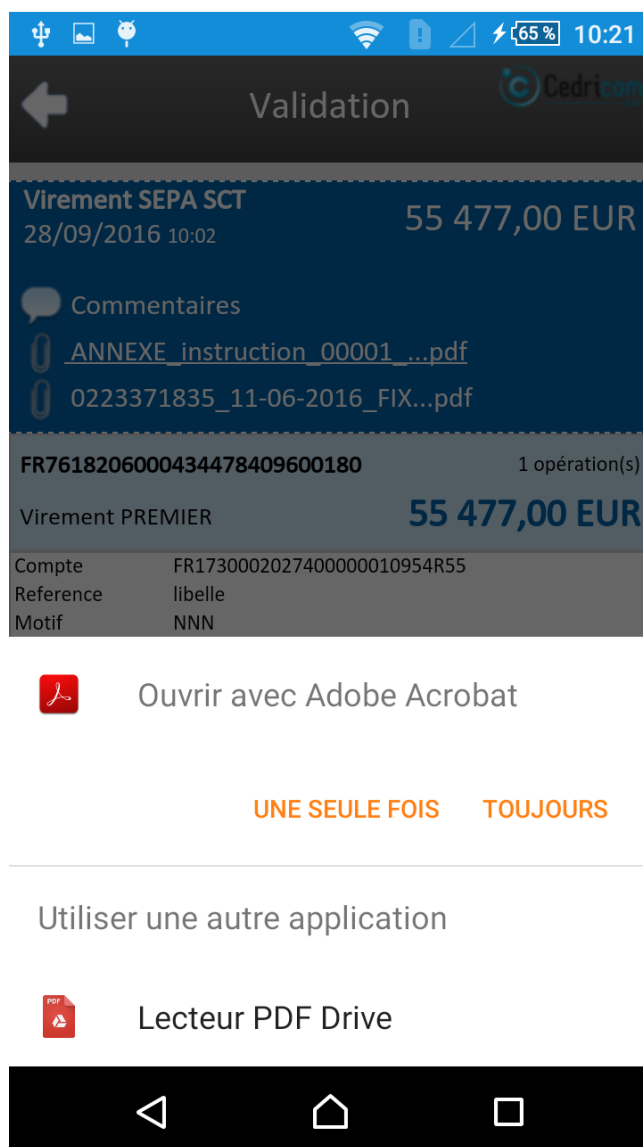 65 % 10:21
Validation
Cedricom
Virement SEPA SCT
55 477,00 EUR
28/09/2016 10:02
Commentaires
ANNEXE_instruction_00001_...pdf
0223371835_11-06-2016_FIX...pdf
FR7618206000434478409600180
1 opération(s)
Virement PREMIER
55 477,00 EUR
Compte FR1730002027400000010954R55
Reference libelle
Motif NNN
Ouvrir avec Adobe Acrobat
UNE SEULE FOIS TOUJOURS
Utiliser une autre application
PDF
Lecteur PDF Drive